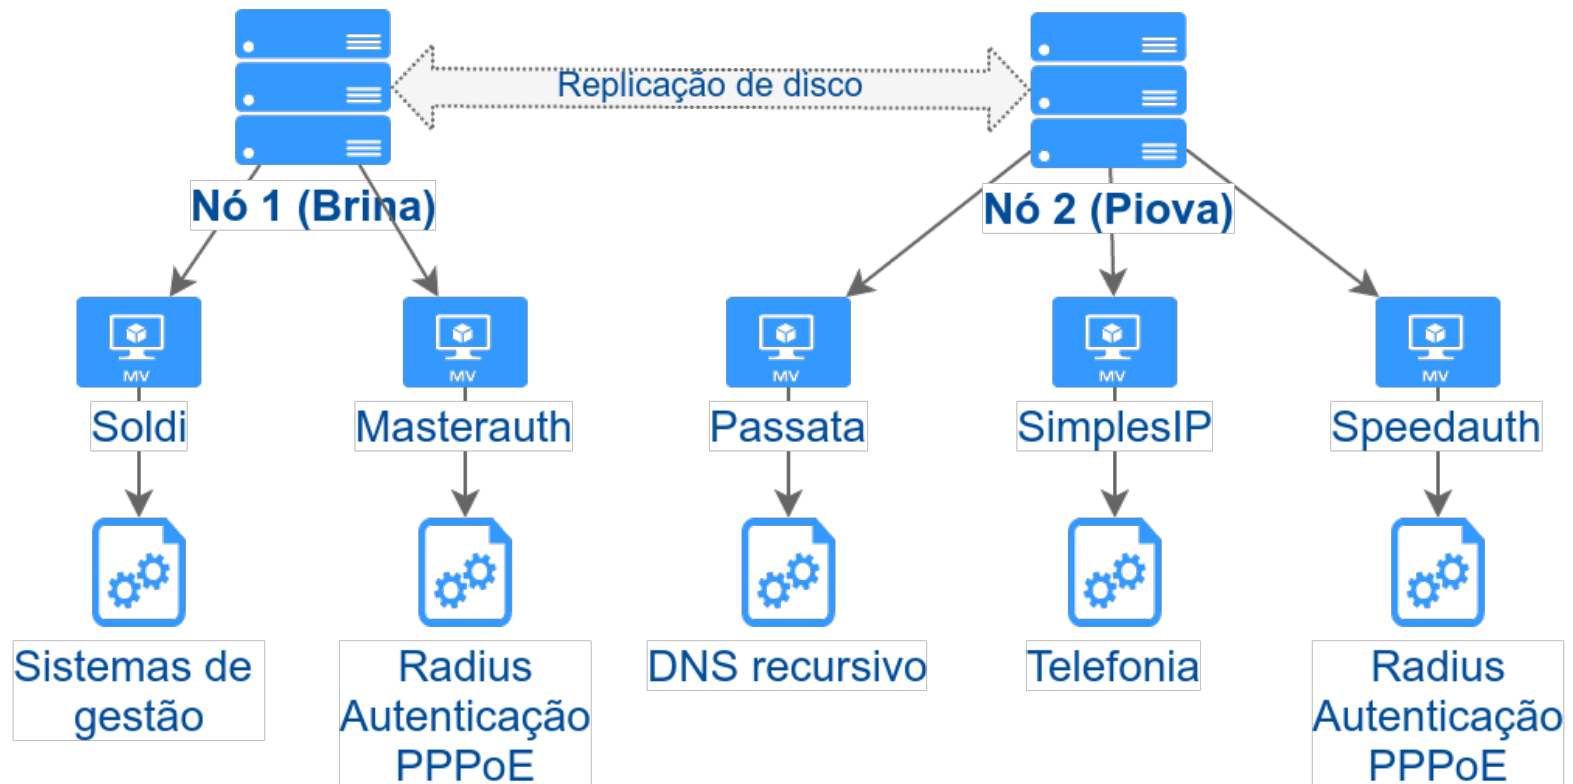 Replicação de disco
Nó 1 (Brina)
Nó 2 (Piova)
MV
MV
MV
MV
MV
Soldi
Masterauth
Passata
SimplesIP
Speedauth
Sistemas de
gestão
Radius
Autenticação
PPPoE
DNS recursivo
Telefonia
Radius
Autenticação
PPPoE